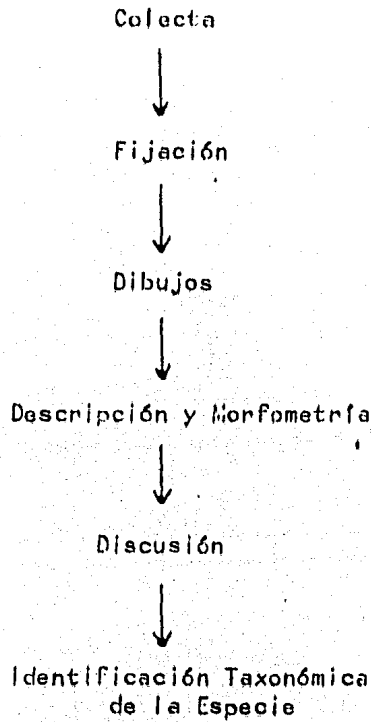 Colecta
Fijación
Dibujos
Descripción y Morfometría
Discusión
Identificación Taxonómica
de la Especie